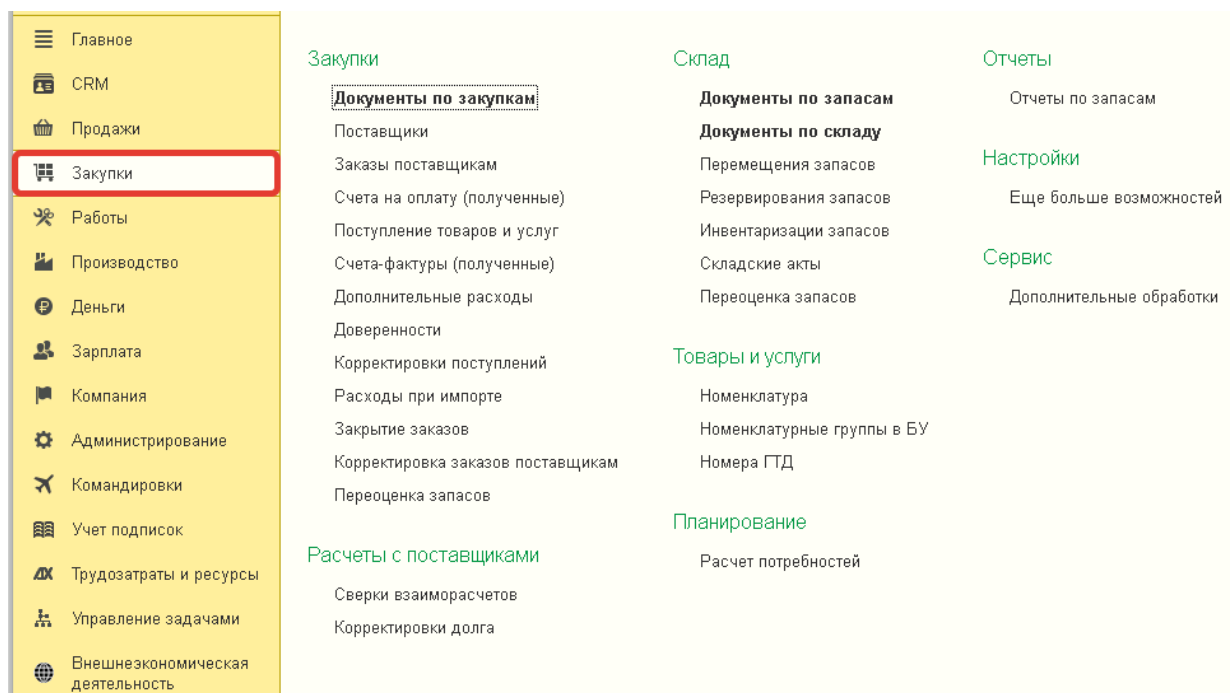 Главное
CRM
Продажи
Закупки
Работы
Производство
Деньги
Зарплата
Компания
Администрирование
Командировки
Учет подписок
Трудозатраты и ресурсы
Управление задачами
Внешнеэкономическая
деятельность
Закупки
Документы по закупкам
Поставщики
Заказы поставщикам
Счета на оплату (полученные)
Поступление товаров и услуг
Счета-фактуры (полученные)
Дополнительные расходы
Доверенности
Корректировки поступлений
Расходы при импорте
Закрытие заказов
Корректировка заказов поставщикам
Переоценка запасов
Расчеты с поставщиками
Сверки взаиморасчетов
Корректировки долга
Склад
Документы по запасам
Документы по складу
Перемещения запасов
Резервирования запасов
Инвентаризации запасов
Складские акты
Переоценка запасов
Товары и услуги
Номенклатура
Номенклатурные группы в БУ
Номера ГТД
Планирование
Расчет потребностей
Отчеты
Отчеты по запасам
Настройки
Еще больше возможностей
Сервис
Дополнительные обработки